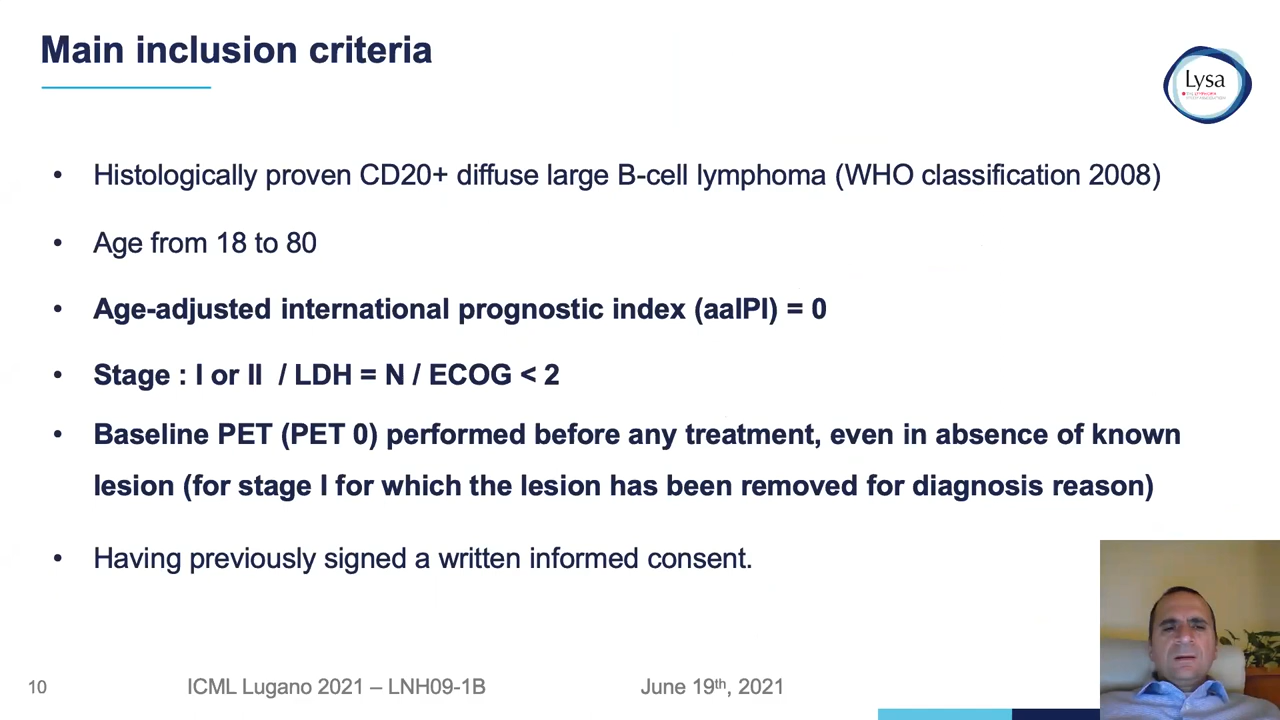 Main inclusion criteria
Lysa
• Histologically proven CD20+ diffuse large B-cell lymphoma (WHO classification 2008)
• Age from 18 to 80
• Age-adjusted international prognostic index (aaIPI) = 0
• Stage : I or II / LDH = N / ECOG < 2
• Baseline PET (PET 0) performed before any treatment, even in absence of known
lesion (for stage I for which the lesion has been removed for diagnosis reason)
• Having previously signed a written informed consent.
10 ICML Lugano 2021 – LNH09-1B June 19th, 2021